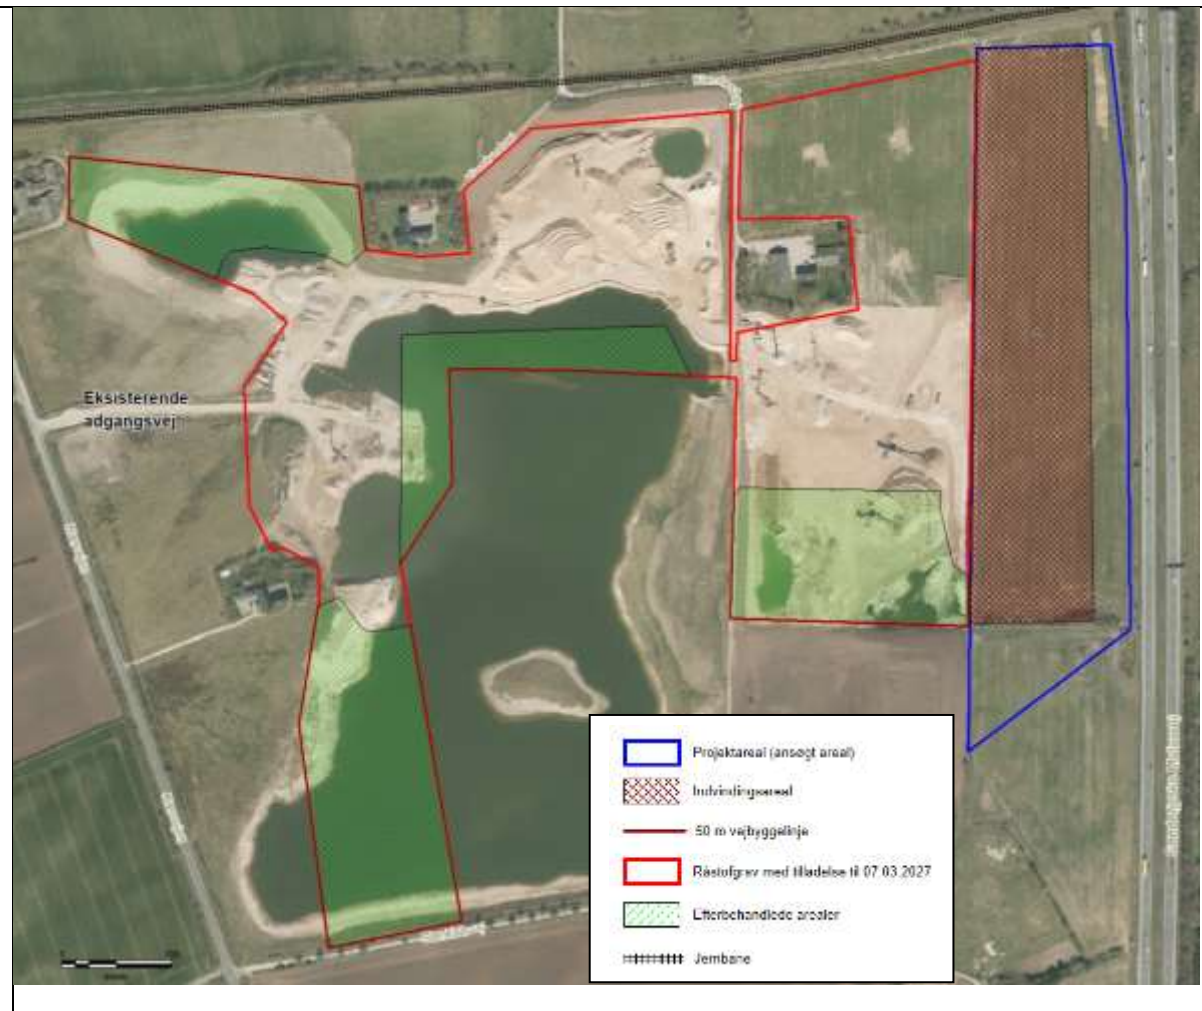 Eksisterende
adgangsvej
Projektareal (ansøgt areal)
Indvindingsareal
50 m vejbyggelinje
Råstofgrav med tilladelse til 07.03.2027
Efterbehandlede arealer
Jernbane